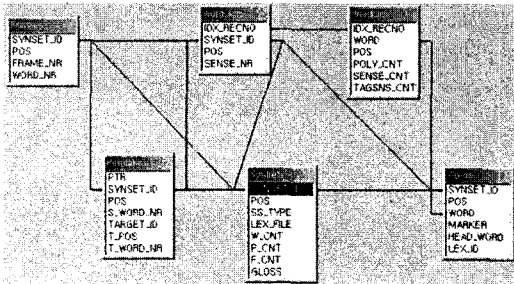 SYNSET_ID
POS
FRAME_NR
WORD_NR
IDX_RECNO
SYNSET_ID
POS
SENSE_NR
IDX_RECNO
WORD
POS
POLY_CNT
SENSE_CNT
TAGSNS_CNT
PTR
SYNSET_ID
POS
S_WORD_NR
TARGET_ID
T_POS
T_WORD_NR
POS
SS_TYPE
LEX_FILE
W_CNT
P_CNT
F_CNT
GLOSS
SYNSET_ID
POS
WORD
MARKER
HEAD_WORD
LEX_ID